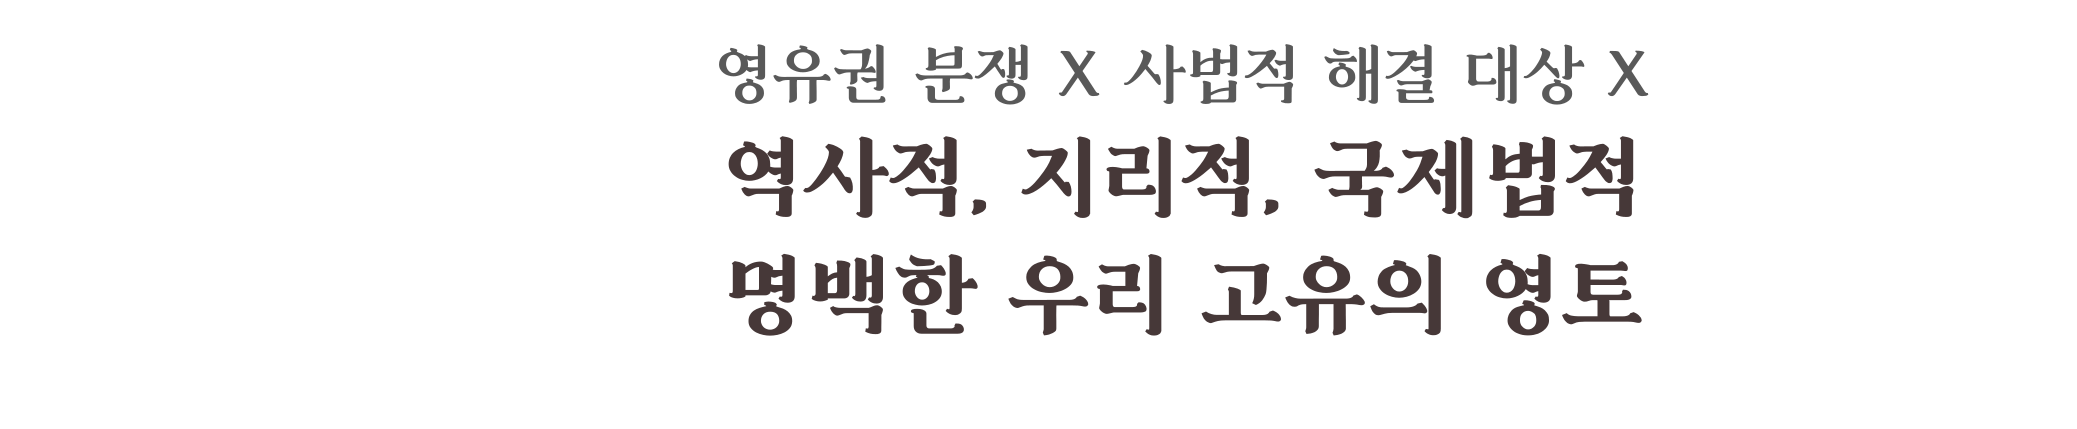 영유권 분쟁 X 사법적 해결 대상 X
역사적, 지리적, 국제법적
명백한 우리 고유의 영토